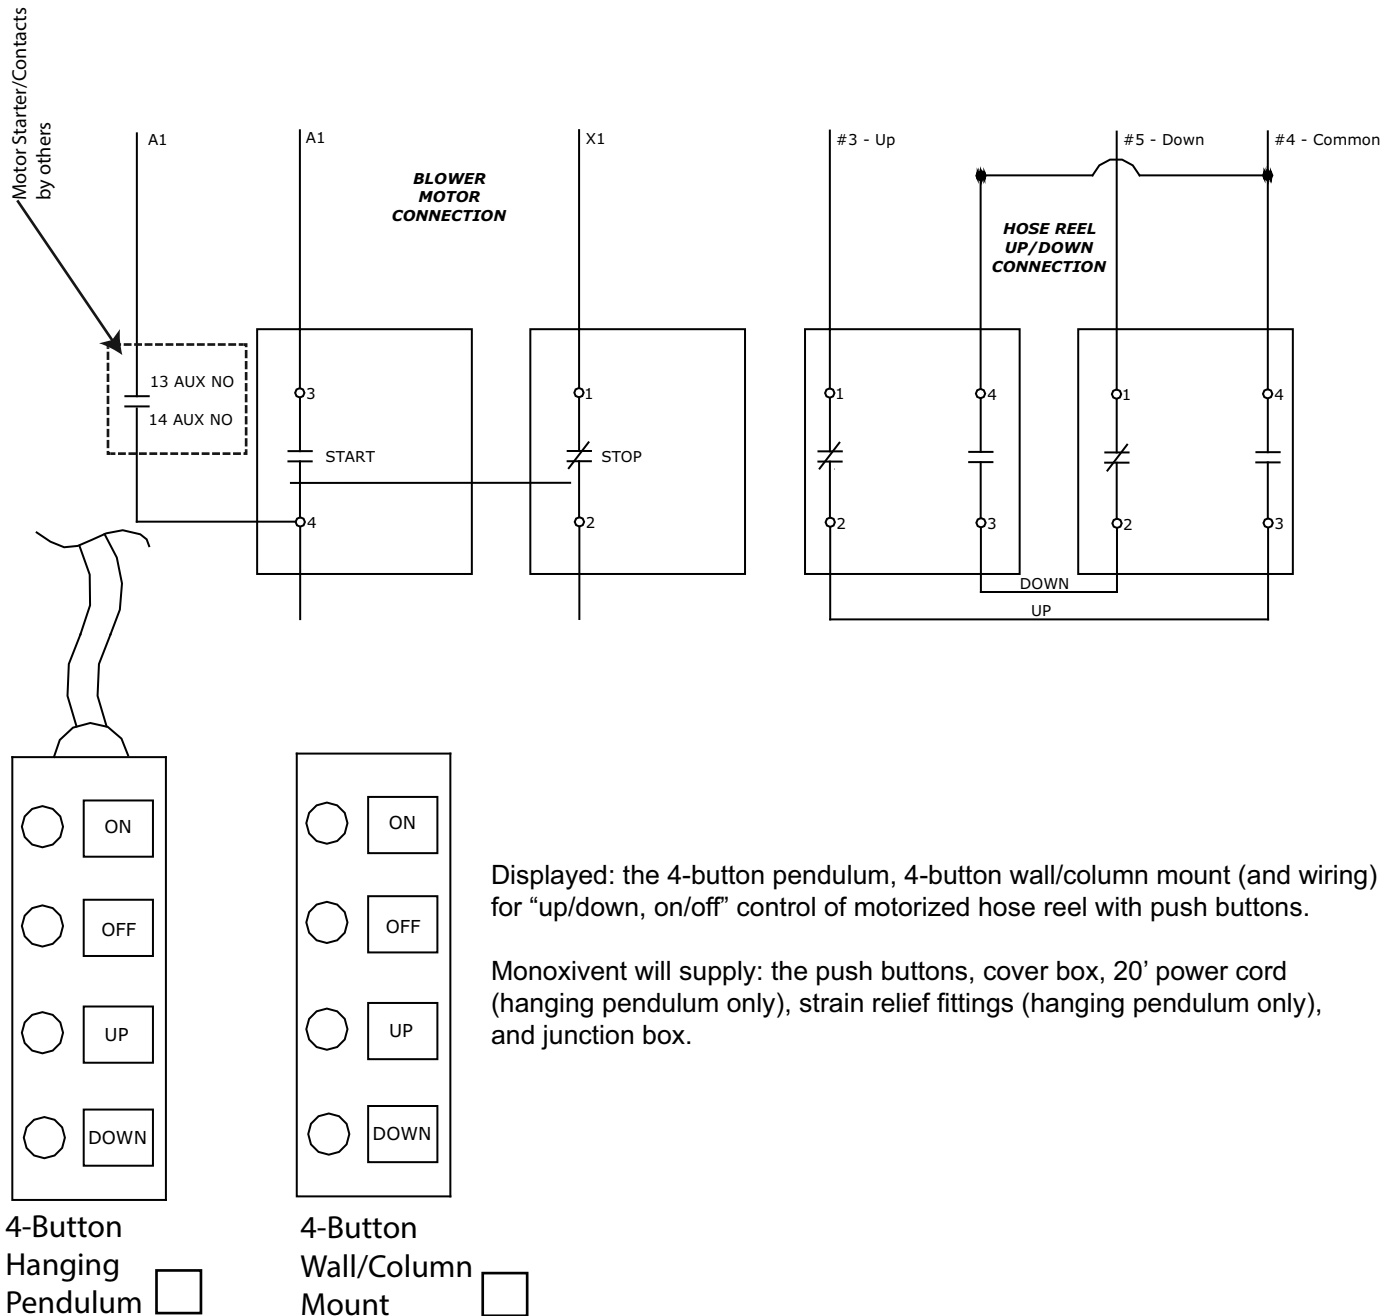 Motor Starter/Contacts
by others
A1
A1
X1
#3 - Up
#5 - Down
#4 - Common
BLOWER
MOTOR
CONNECTION
HOSE REEL
UP/DOWN
CONNECTION
13 AUX NO
14 AUX NO
3
START
4
1
STOP
2
1
2
4
3
1
2
4
3
DOWN
UP
ON
OFF
UP
DOWN
4-Button
Hanging
Pendulum
ON
OFF
UP
DOWN
4-Button
Wall/Column
Mount
Displayed: the 4-button pendulum, 4-button wall/column mount (and wiring)
for “up/down, on/off” control of motorized hose reel with push buttons.
Monoxivent will supply: the push buttons, cover box, 20’ power cord
(hanging pendulum only), strain relief fittings (hanging pendulum only),
and junction box.